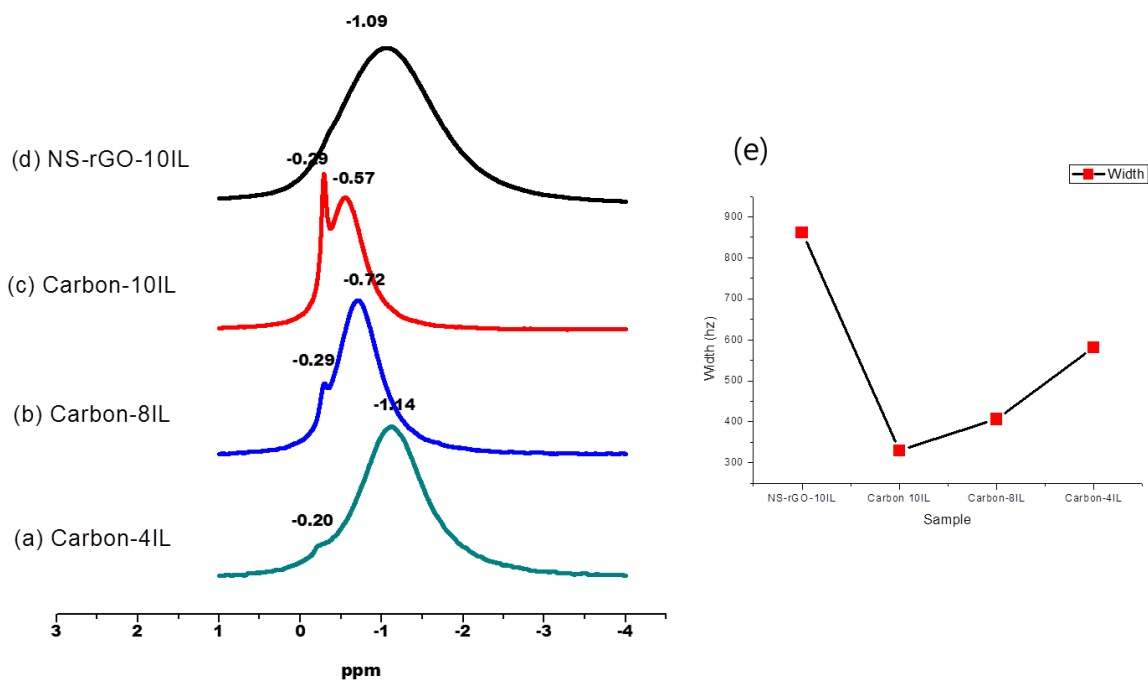 -1.09
(d) NS-rGO-10IL
-0.29
-0.57
(c) Carbon-10IL
-0.72
-0.29
(b) Carbon-8IL
-1.14
-0.20
(a) Carbon-4IL
3 2 1 0 -1 -2 -3 -4
ppm
(e)
Width
900
800
700
600
500
400
300
Width (hz)
NS-rGO-10IL Carbon 10IL Carbon-8IL Carbon-4IL
Sample